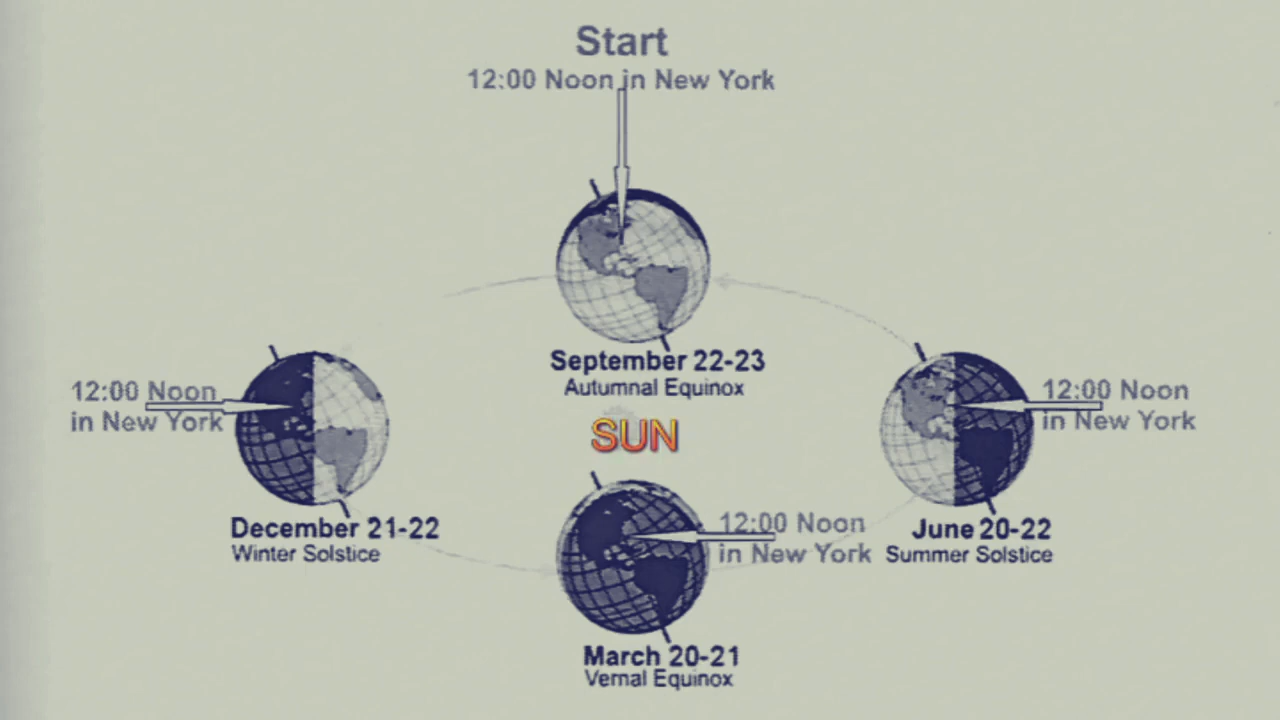 Start
12:00 Noon in New York
September 22-23
Autumnal Equinox
12:00 Noon
in New York
December 21-22
Winter Solstice
SUN
12:00 Noon
in New York
June 20-22
Summer Solstice
12:00 Noon
in New York
March 20-21
Vernal Equinox